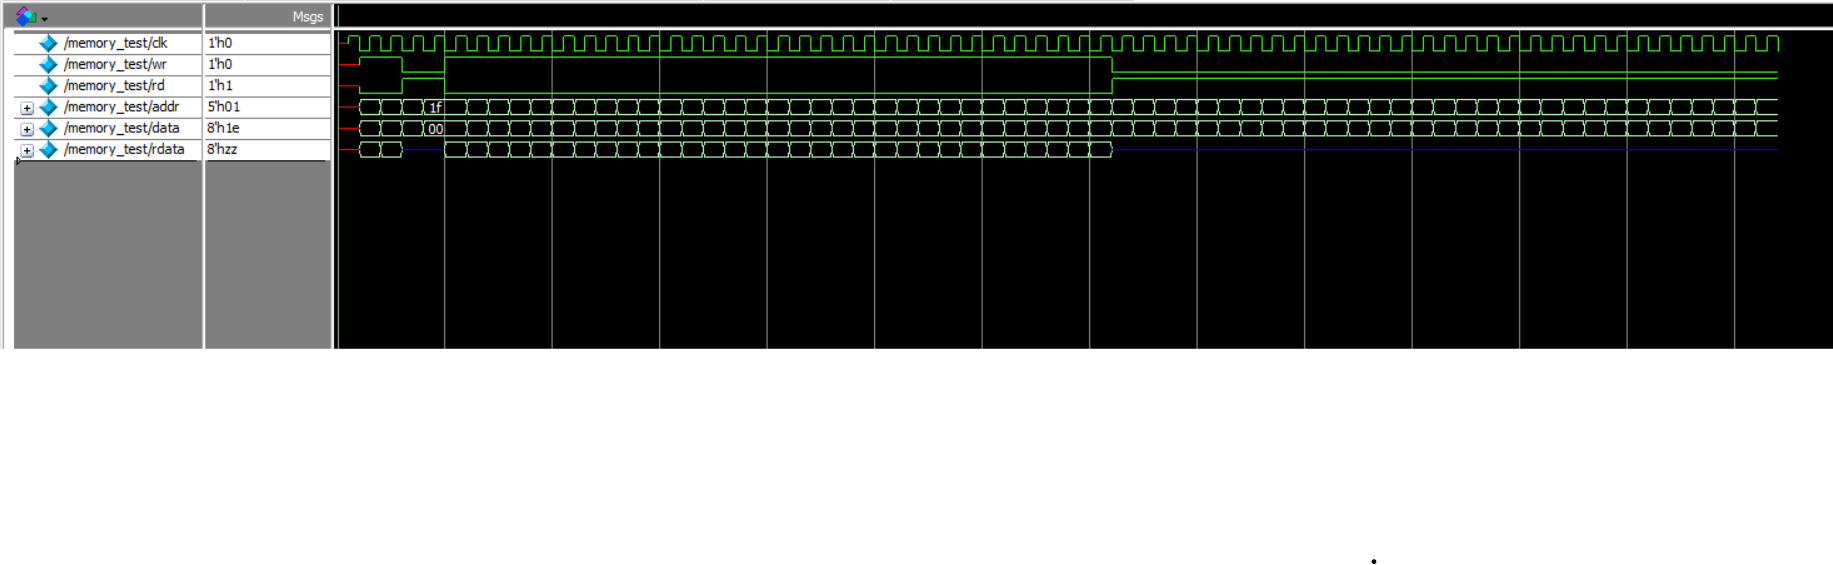 Msgs
/memory_test/clk 1'h0
/memory_test/wr 1'h0
/memory_test/rd 1'h1
/memory_test/addr 5'h01 1f
/memory_test/data 8'h1e 00
/memory_test/rdata 8'hzz